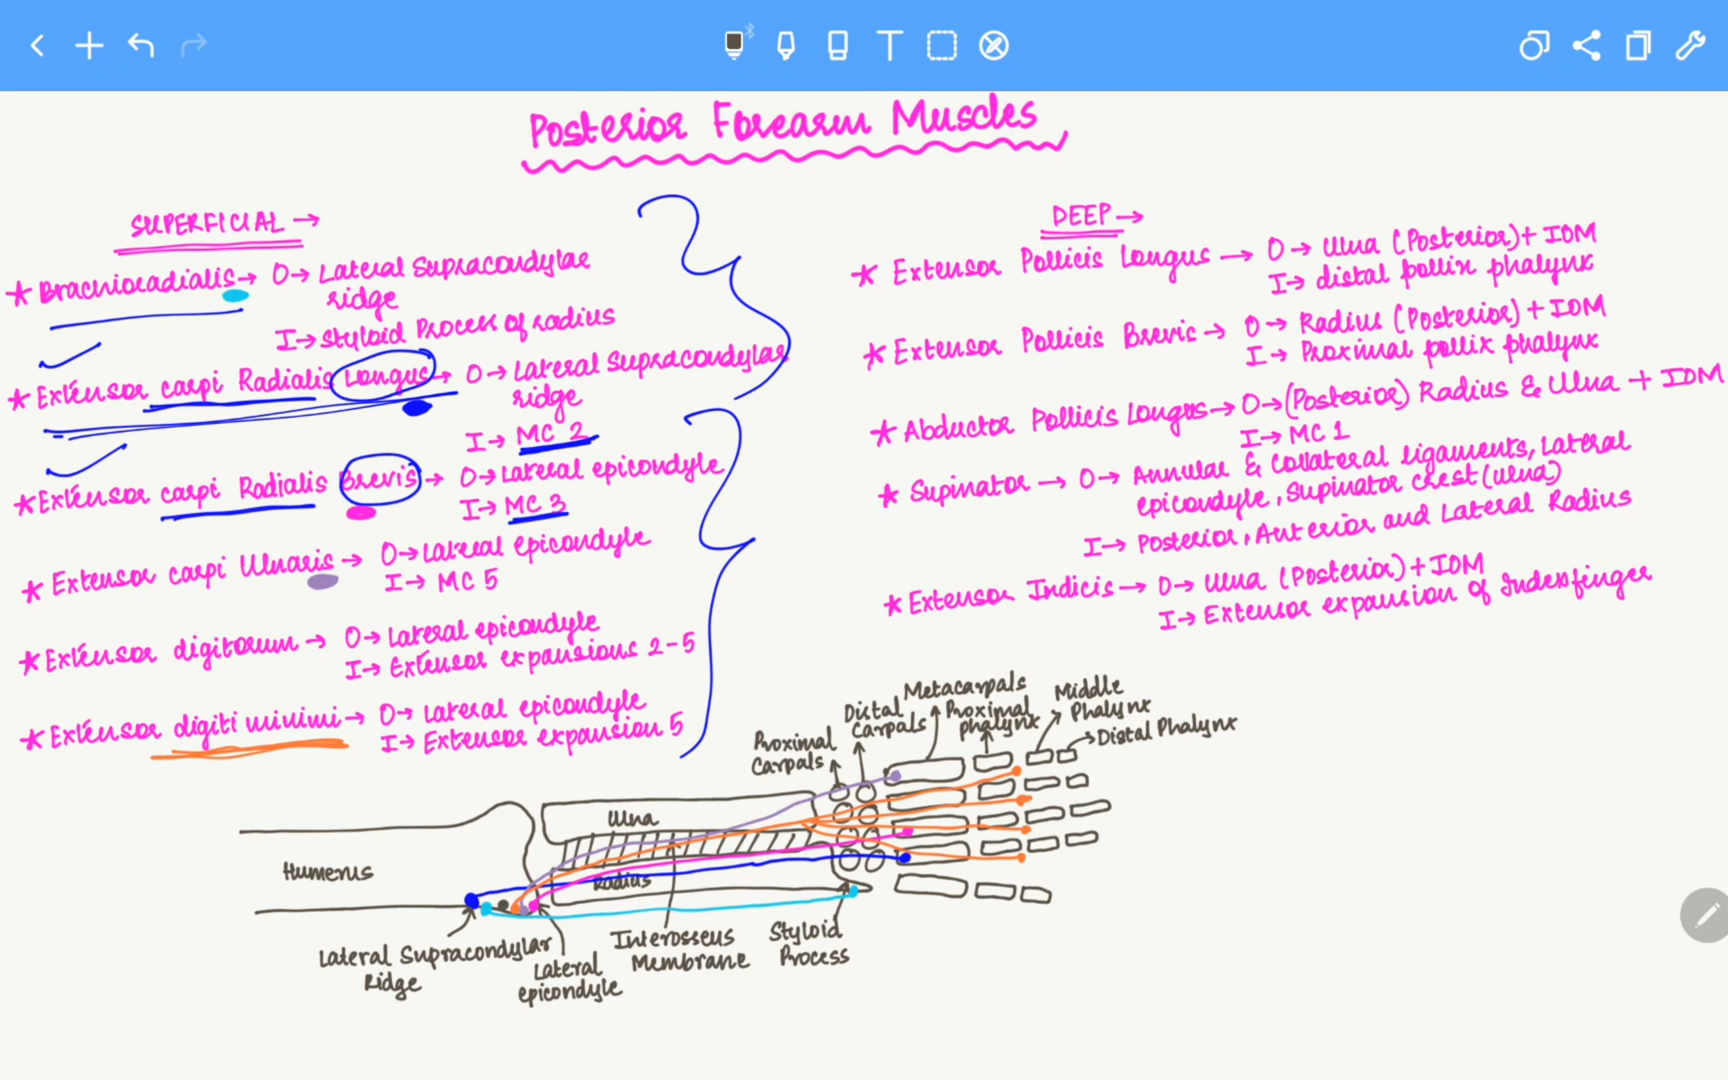 Posterior Forearm Muscles
SUPERFICIAL →
* Brachioradialis → O → Lateral Supracondylar
ridge
I → Styloid Process of radius
* Extensor carpi Radialis Longus → O → Lateral Supracondylar
ridge
I → MC 2
* Extensor carpi Radialis Brevis → O → Lateral epicondyle
I → MC 3
* Extensor carpi Ulnaris → O → Lateral epicondyle
I → MC 5
* Extensor digitorum → O → Lateral epicondyle
I → Extensor expansions 2-5
* Extensor digiti minimi → O → Lateral epicondyle
I → Extensor expansion 5
DEEP →
* Extensor Pollicis Longus → O → Ulna (Posterior) + IOM
I → distal pollix phalynx
* Extensor Pollicis Brevis → O → Radius (Posterior) + IOM
I → Proximal pollix phalynx
* Abductor Pollicis Longus → O → (Posterior) Radius & Ulna + IOM
I → MC 1
* Supinator → O → Annular & Collateral ligaments, Lateral
epicondyle, Supinator crest (ulna)
I → Posterior, Anterior and Lateral Radius
* Extensor Indicis → O → Ulna (Posterior) + IOM
I → Extensor expansion of Indexfinger
Proximal
Carpals
Distal
Carpals
Metacarpals
Proximal
phalynx
Middle
Phalynx
Distal Phalynx
Humerus
Ulna
Radius
Lateral Supracondylar
Ridge
Lateral
epicondyle
Interosseus
Membrane
Styloid
Process